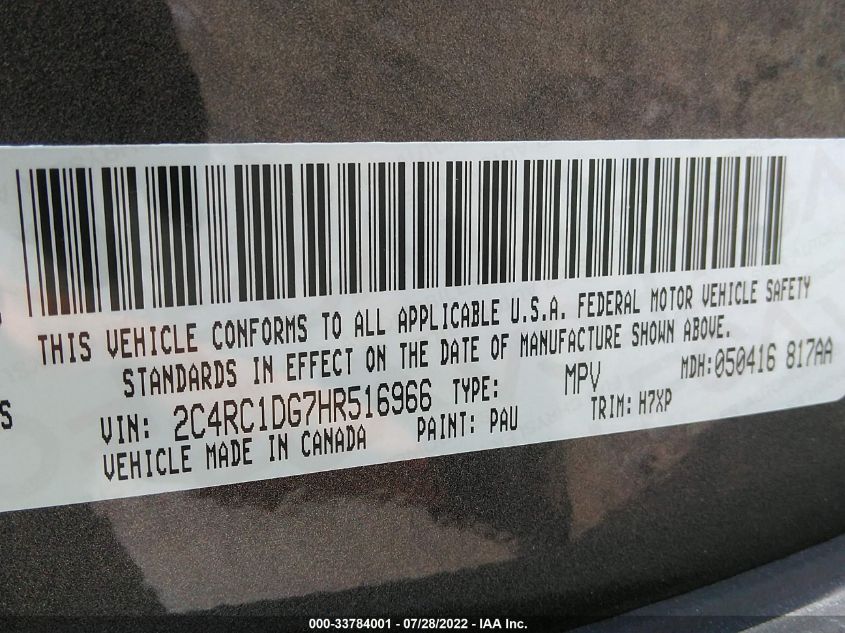 THIS VEHICLE CONFORMS TO ALL APPLICABLE U.S.A. FEDERAL MOTOR VEHICLE SAFETY
STANDARDS IN EFFECT ON THE DATE OF MANUFACTURE SHOWN ABOVE.
MDH:050416 817AA
S VIN: 2C4RC1DG7HR516966 TYPE: MPV
VEHICLE MADE IN CANADA PAINT: PAU TRIM: H7XP
000-33784001 / 07/28/2022 - IAA Inc.